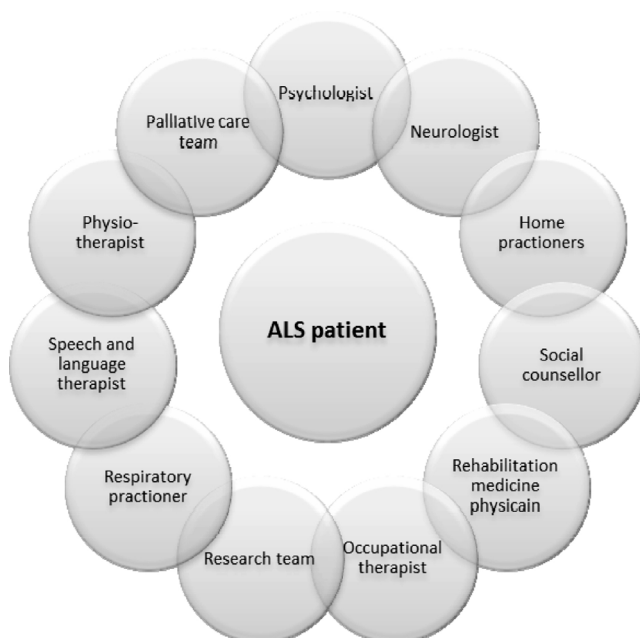 Psychologist
Neurologist
Home
practioners
Social
counsellor
Rehabilitation
medicine
physicain
Occupational
therapist
Research team
Respiratory
practioner
Speech and
language
therapist
Physio-
therapist
Palliative care
team
ALS patient